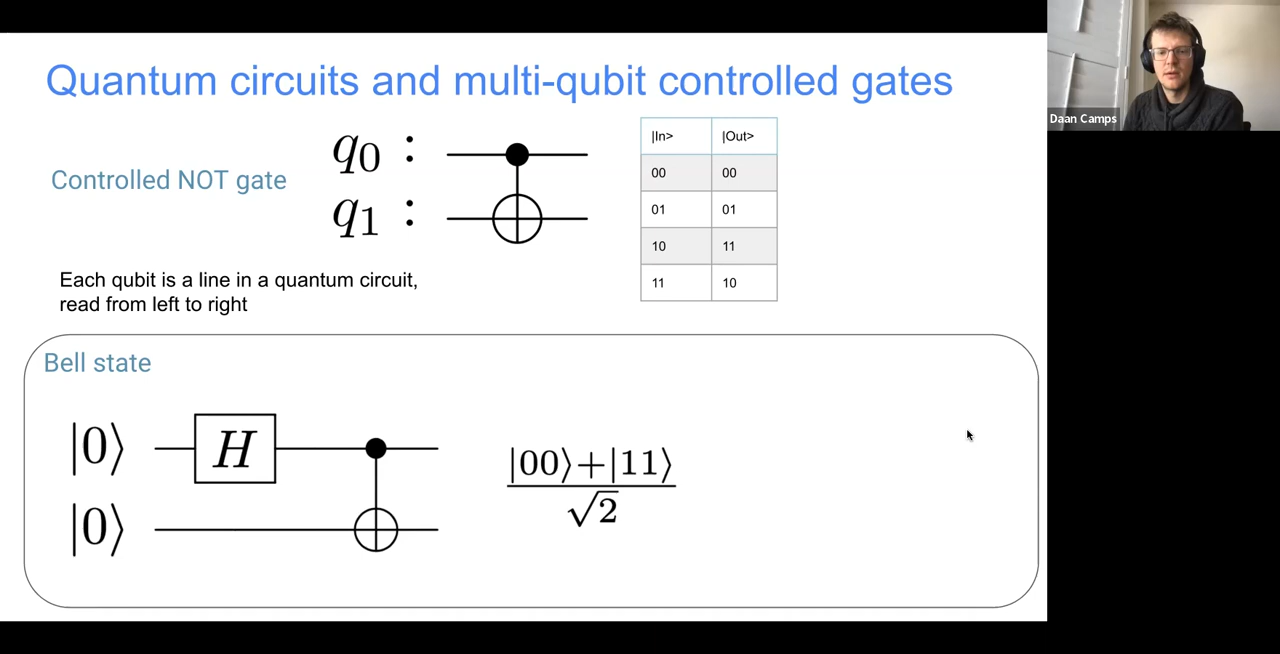 Quantum circuits and multi-qubit controlled gates
Daan Camps
Controlled NOT gate
q0 :
q1 :
|In> |Out>
00 00
01 01
10 11
11 10
Each qubit is a line in a quantum circuit,
read from left to right
Bell state
|0⟩ H
|0⟩
|00⟩+|11⟩
√2